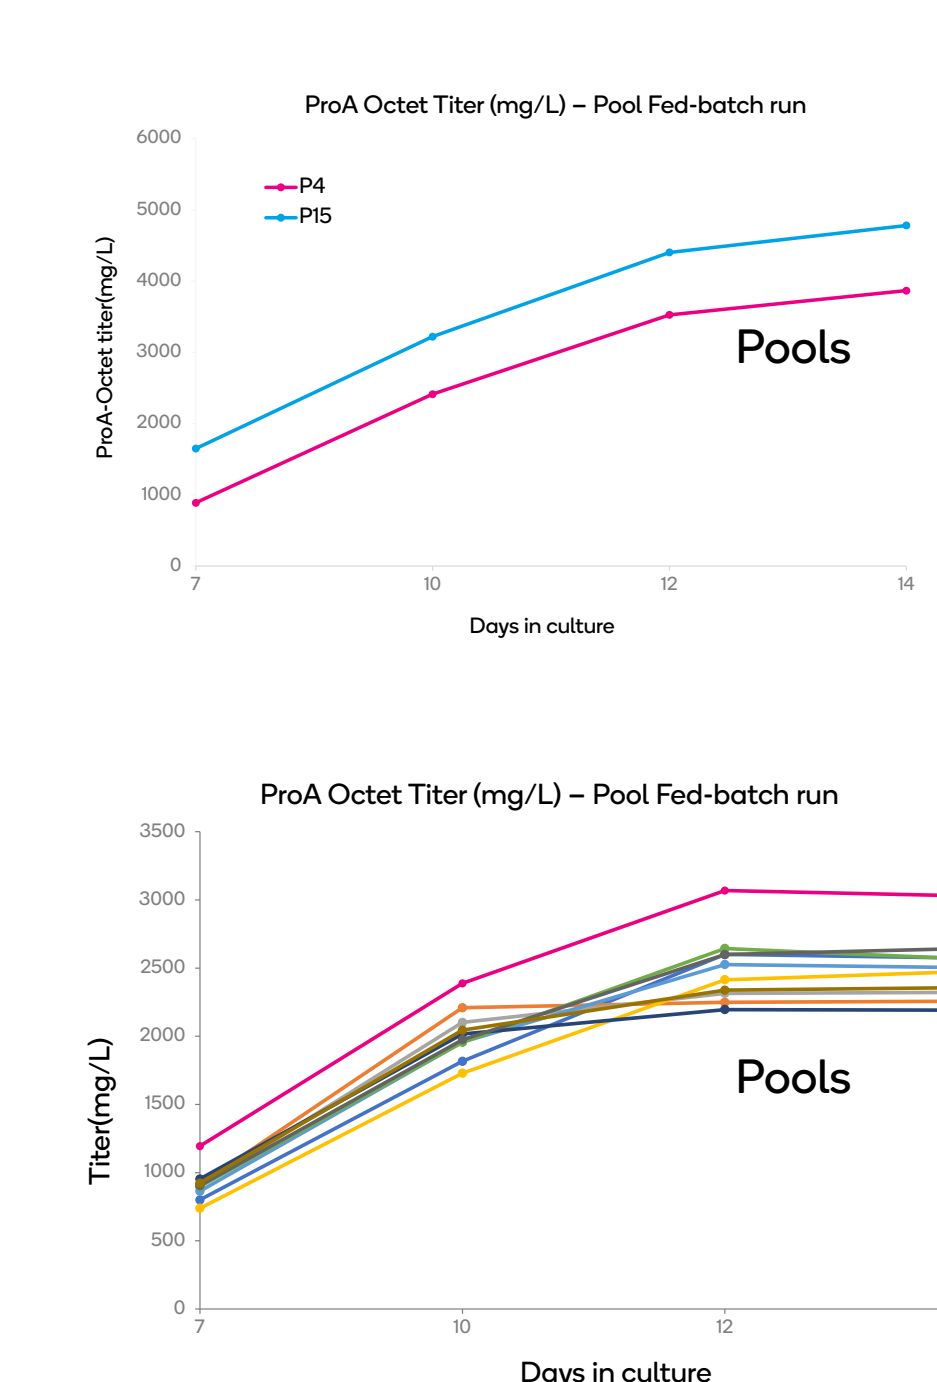 ProA Octet Titer (mg/L) – Pool Fed-batch run
6000
P4
5000
P15
4000
3000
2000
1000
0
ProA-Octet titer(mg/L)
Pools
7 10 12 14
Days in culture
ProA Octet Titer (mg/L) – Pool Fed-batch run
3500
3000
2500
2000
1500
1000
500
0
Titer(mg/L)
Pools
7 10 12
Days in culture